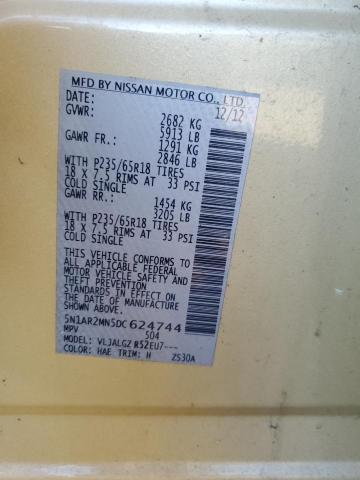 MFD BY NISSAN MOTOR CO., LTD.
DATE: 12/12
GVWR: 2682 KG
5913 LB
GAWR FR.: 1291 KG
2846 LB
WITH P235/65R18 TIRES
18 X 7.5 RIMS AT 33 PSI
COLD SINGLE
GAWR RR.: 1454 KG
3205 LB
WITH P235/65R18 TIRES
18 X 7.5 RIMS AT 33 PSI
COLD SINGLE
THIS VEHICLE CONFORMS TO
ALL APPLICABLE FEDERAL
MOTOR VEHICLE SAFETY AND
THEFT PREVENTION
STANDARDS IN EFFECT ON
THE DATE OF MANUFACTURE
SHOWN ABOVE.
5N1AR2MN5DC 624744
MPV 504
MODEL: VLJALGZ R52EU7---
COLOR: HAE TRIM: H ZS30A